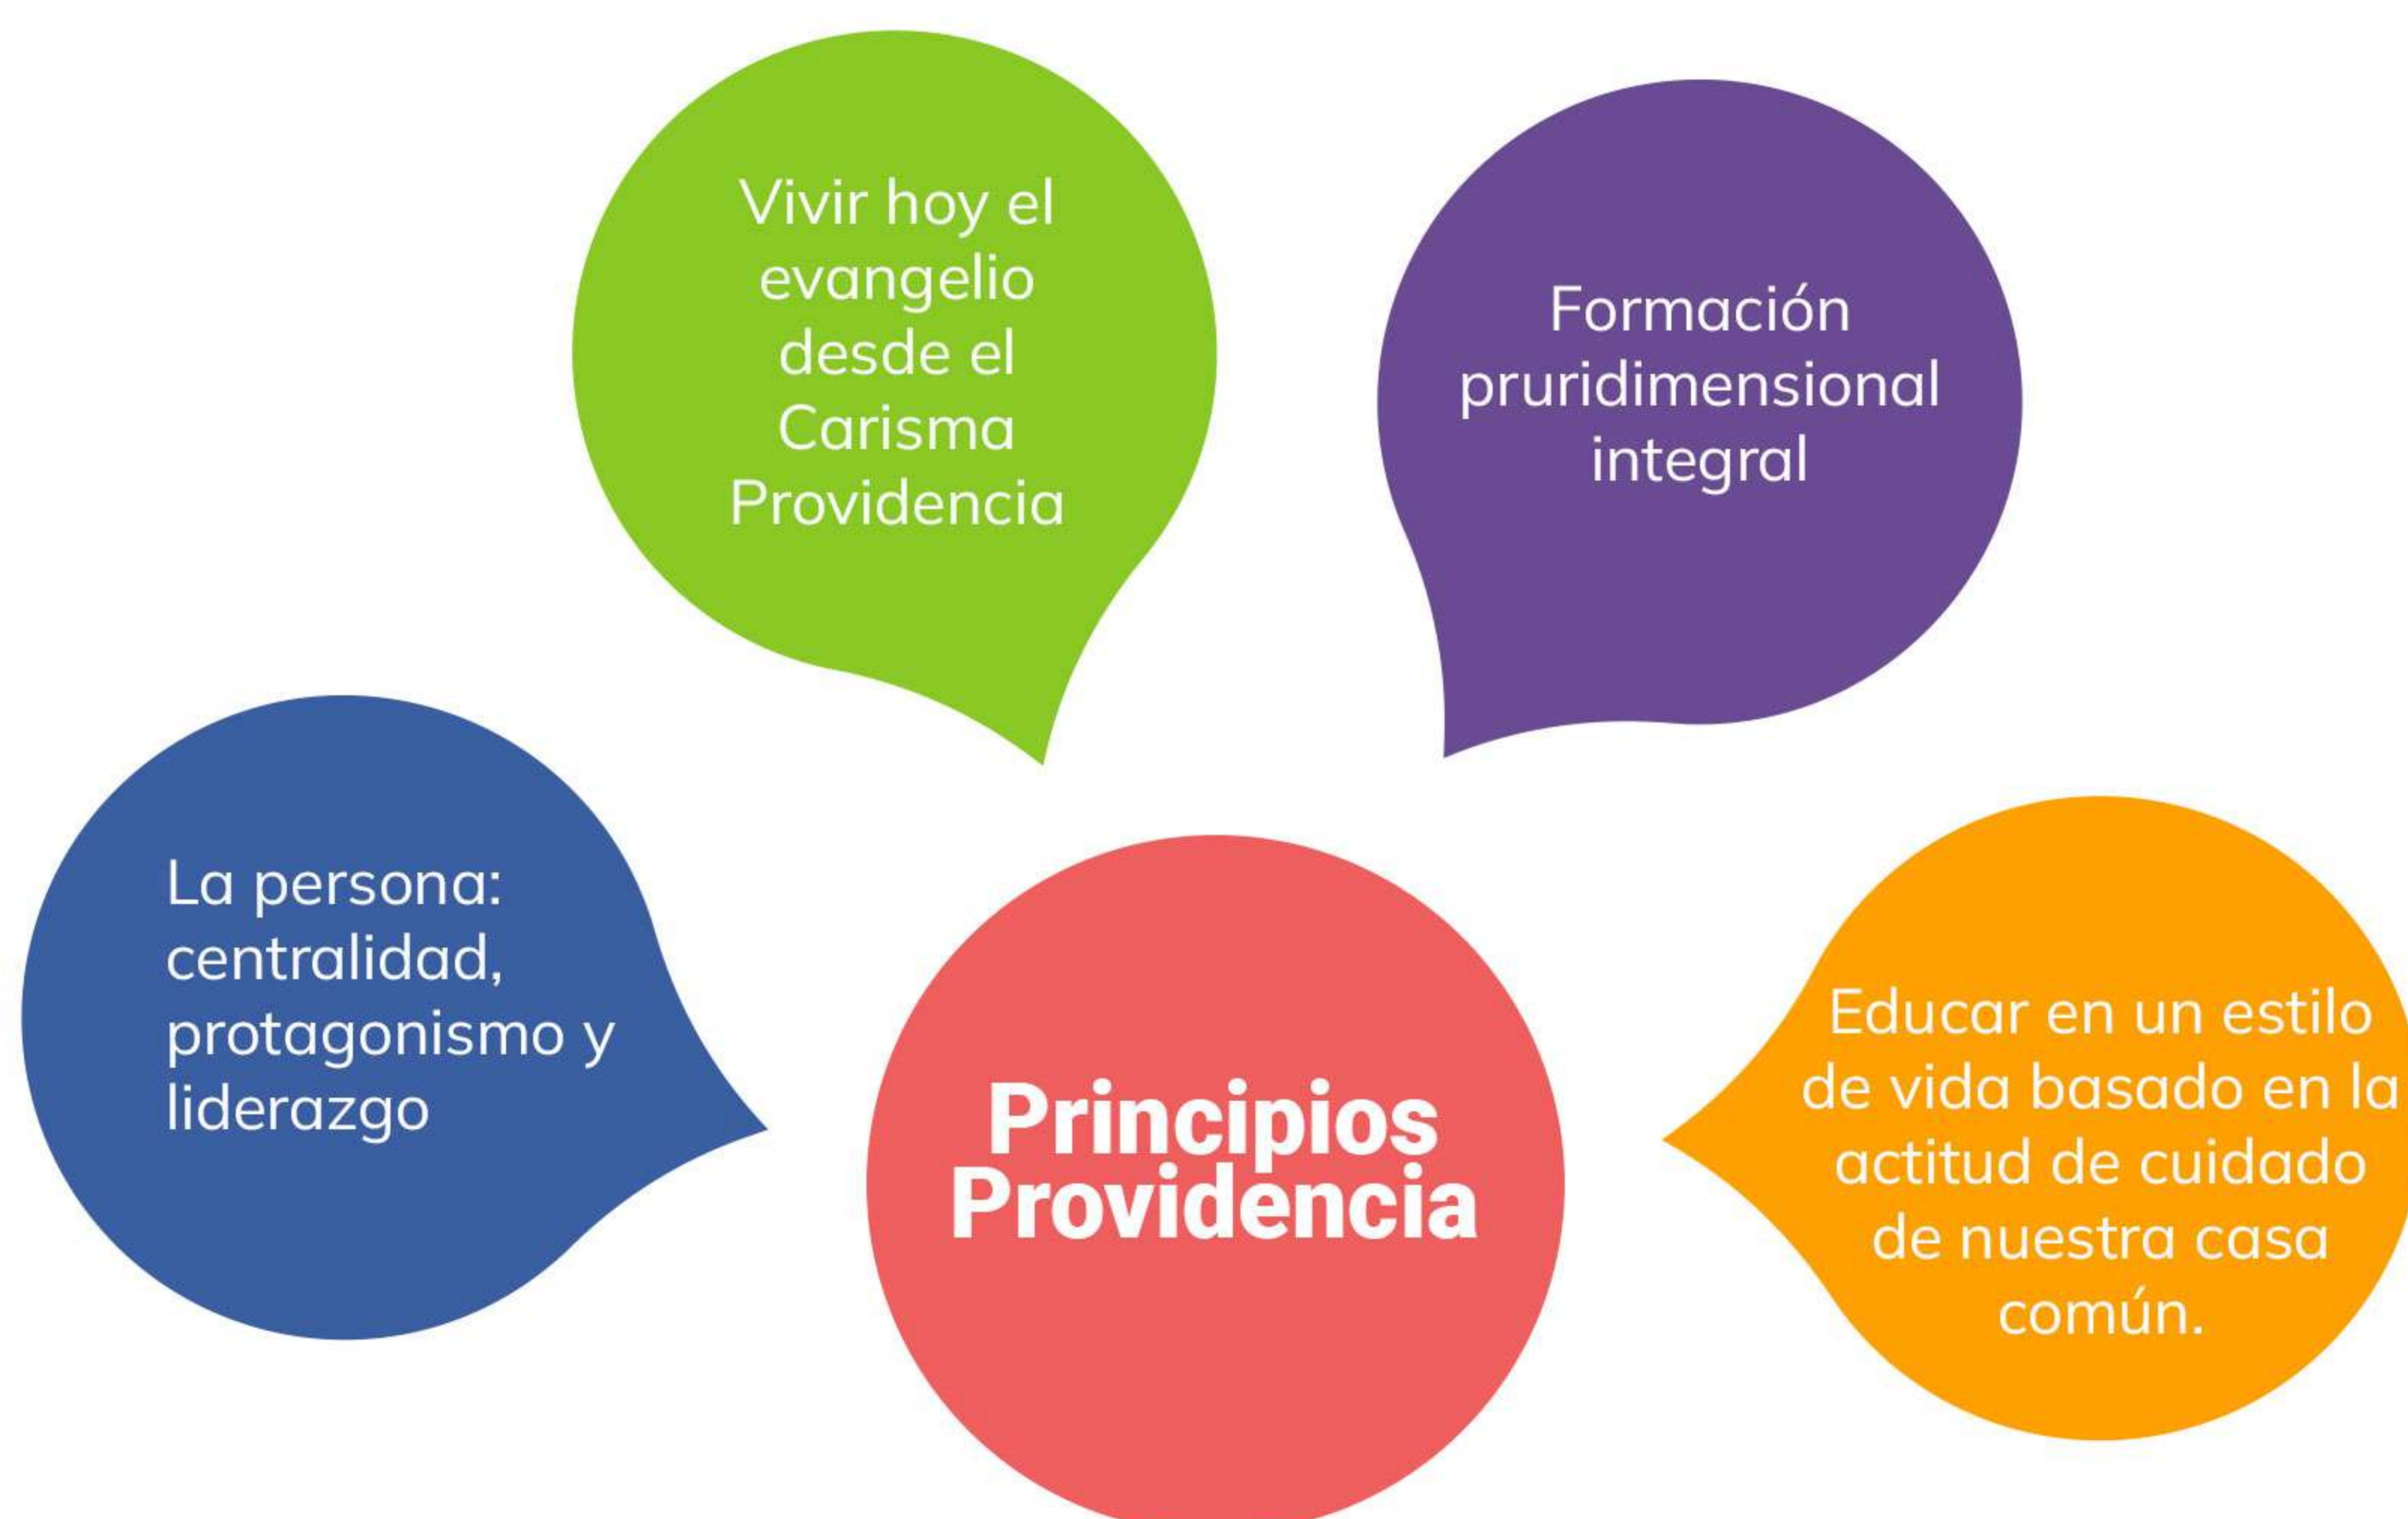 Vivir hoy el
evangelio
desde el
Carisma
Providencia
Formación
pruridimensional
integral
La persona:
centralidad,
protagonismo y
liderazgo
Principios
Providencia
Educar en un estilo
de vida basado en la
actitud de cuidado
de nuestra casa
común.